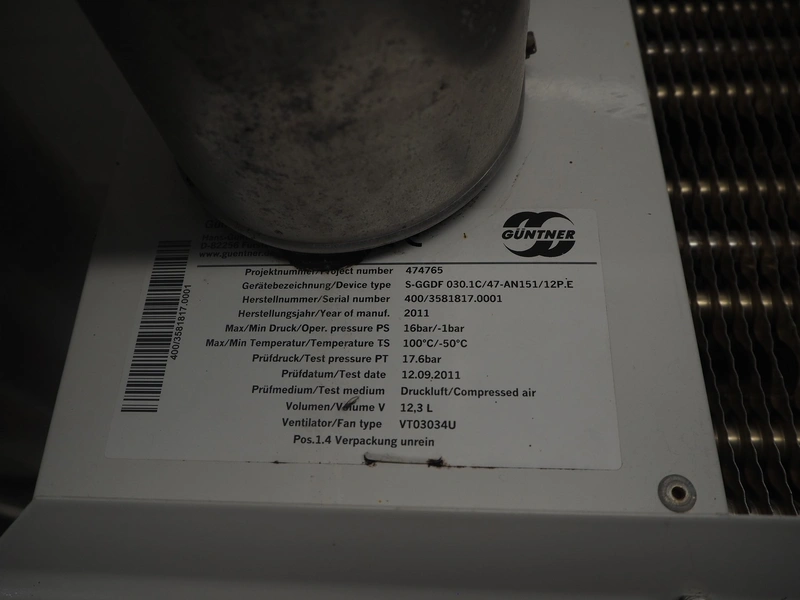 GÜNTNER
www.guentner.
Projektnummer/Project number 474765
Gerätebezeichnung/Device type S-GGDF 030.1C/47-AN151/12P.E
Herstellnummer/Serial number 400/3581817.0001
Herstellungsjahr/Year of manuf. 2011
Max/Min Druck/Oper. pressure PS 16bar/-1bar
Max/Min Temperatur/Temperature TS 100°C/-50°C
Prüfdruck/Test pressure PT 17.6bar
Prüfdatum/Test date 12.09.2011
Prüfmedium/Test medium Druckluft/Compressed air
Volumen/Volume V 12,3 L
Ventilator/Fan type VT03034U
Pos.1.4 Verpackung unrein
400/3581817.0001